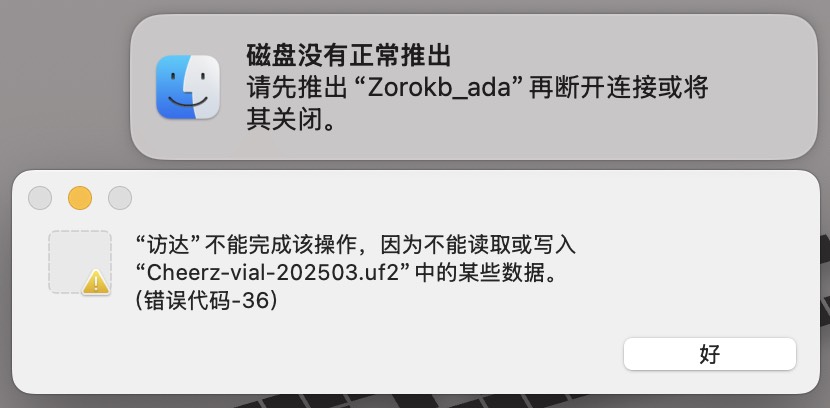 磁盘没有正常推出
请先推出“Zorokb_ada”再断开连接或将
其关闭。
“访达”不能完成该操作，因为不能读取或写入
“Cheerz-vial-202503.uf2”中的某些数据。
(错误代码-36)
好